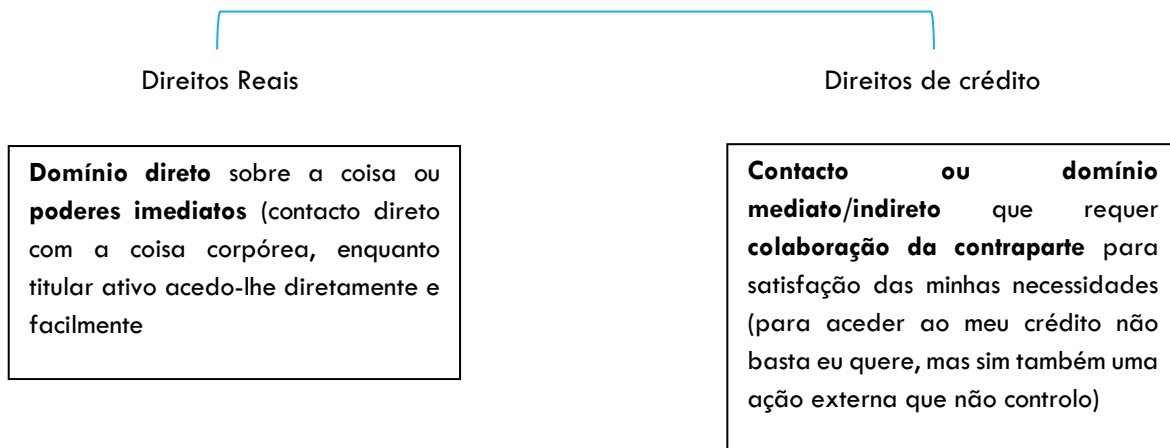 Direitos Reais
Direitos de crédito
Domínio direto sobre a coisa ou
poderes imediatos (contacto direto
com a coisa corpórea, enquanto
titular ativo acedo-lhe diretamente e
facilmente
Contacto ou domínio
mediato/indireto que requer
colaboração da contraparte para
satisfação das minhas necessidades
(para aceder ao meu crédito não
basta eu quere, mas sim também uma
ação externa que não controlo)